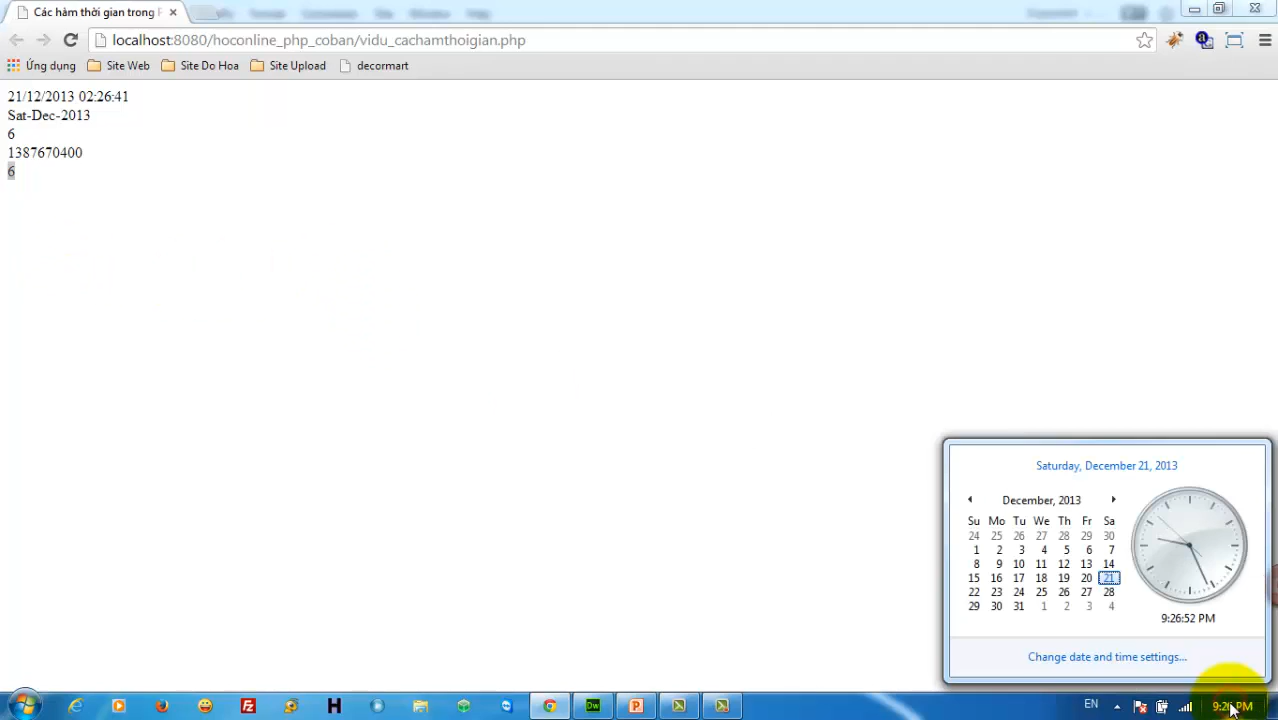 Các hàm thời gian trong P
localhost:8080/hoconline_php_coban/vidu_cachamthoigian.php
Ứng dụng Site Web Site Do Hoa Site Upload decormart
21/12/2013 02:26:41
Sat-Dec-2013
6
1387670400
6
Saturday, December 21, 2013
December, 2013
Su Mo Tu We Th Fr Sa
24 25 26 27 28 29 30
1 2 3 4 5 6 7
8 9 10 11 12 13 14
15 16 17 18 19 20 21
22 23 24 25 26 27 28
29 30 31 1 2 3 4
9:26:52 PM
Change date and time settings...
EN 9:26 PM